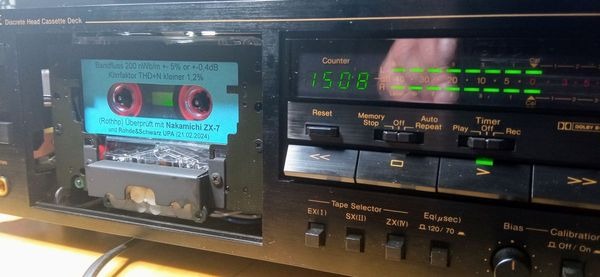 Discrete Head Cassette Deck
Bandfluss 200 nWb/m +- 5% or +-0,4dB
Klirrfaktor THD+N kleiner 1,2%
(Rothhp) Überprüft mit Nakamichi ZX-7
und Rohde&Schwarz UPA (21.02.2024)
Counter
1508
Reset
Memory
Stop
Off
Auto
Repeat
Timer
Play
Off
Rec
DOLBY
Tape Selector
EX(I)
SX(II)
ZX(IV)
Eq(μsec)
120/70
Bias
Calibration
Off/On